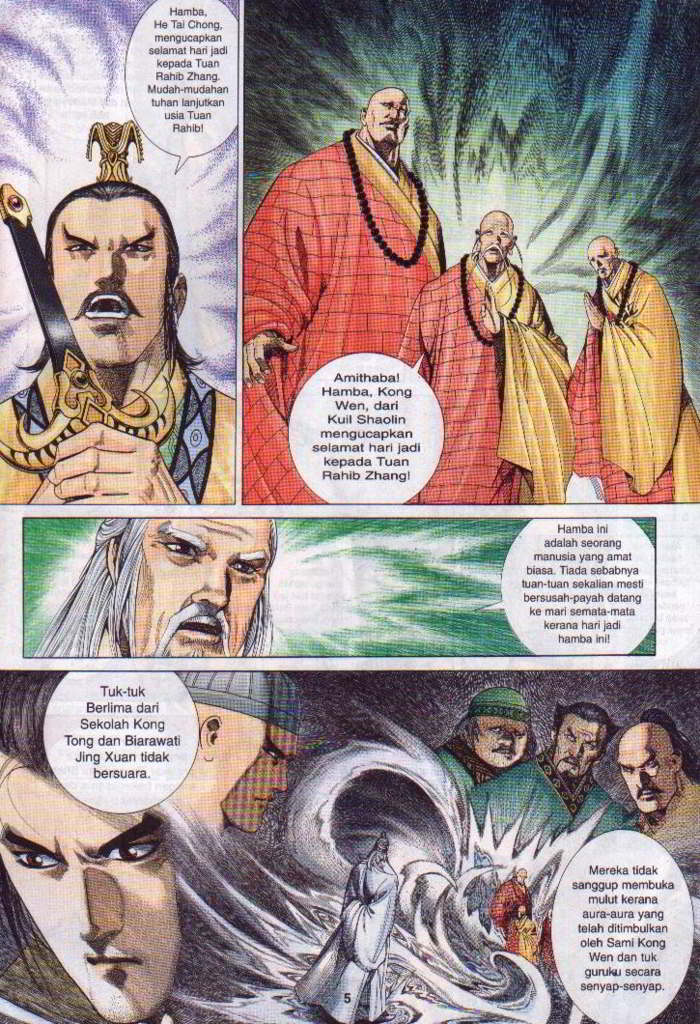 Hamba,
He Tai Chong,
mengucapkan
selamat hari jadi
kepada Tuan
Rahib Zhang.
Mudah-mudahan
tuhan lanjutkan
usia Tuan
Rahib!
Amithaba!
Hamba, Kong
Wen, dari
Kuil Shaolin
mengucapkan
selamat hari jadi
kepada Tuan
Rahib Zhang!
Hamba ini
adalah seorang
manusia yang amat
biasa. Tiada sebabnya
tuan-tuan sekalian mesti
bersusah-payah datang
ke mari semata-mata
kerana hari jadi
hamba ini!
Tuk-tuk
Berlima dari
Sekolah Kong
Tong dan Biarawati
Jing Xuan tidak
bersuara.
Mereka tidak
sanggup membuka
mulut kerana
aura-aura yang
telah ditimbulkan
oleh Sami Kong
Wen dan tuk
guruku secara
senyap-senyap.
5